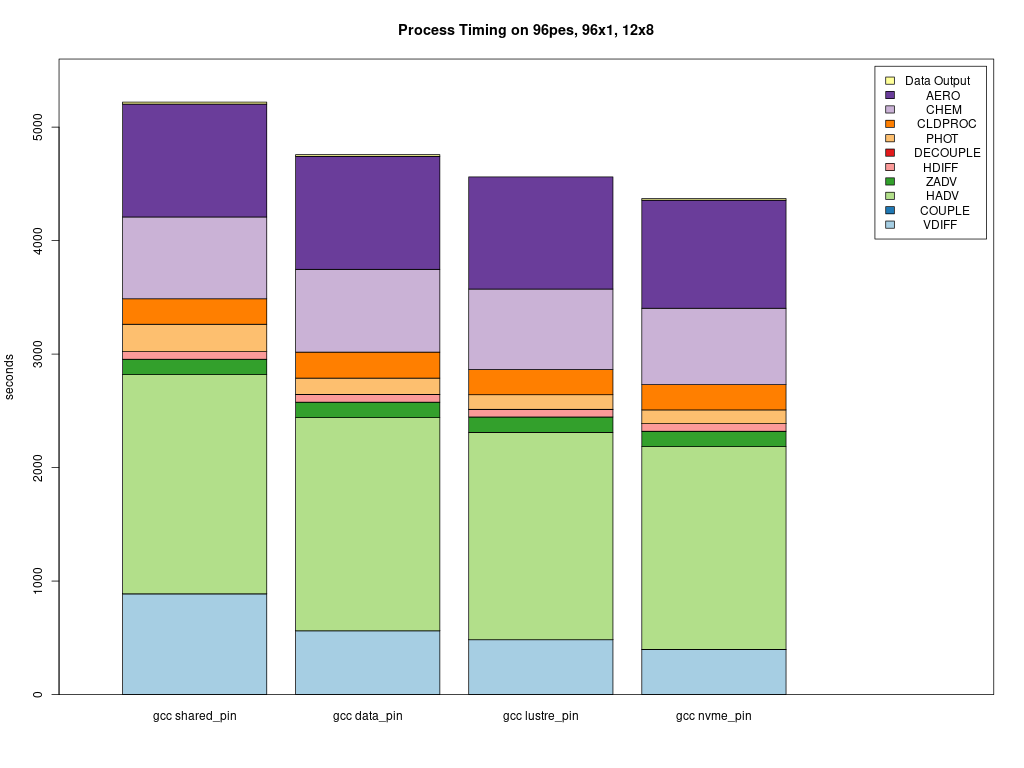 Process Timing on 96pes, 96x1, 12x8
Data Output
AERO
CHEM
CLDPROC
PHOT
DECOUPLE
HDIFF
ZADV
HADV
COUPLE
VDIFF
seconds
5000
4000
3000
2000
1000
0
gcc shared_pin
gcc data_pin
gcc lustre_pin
gcc nvme_pin